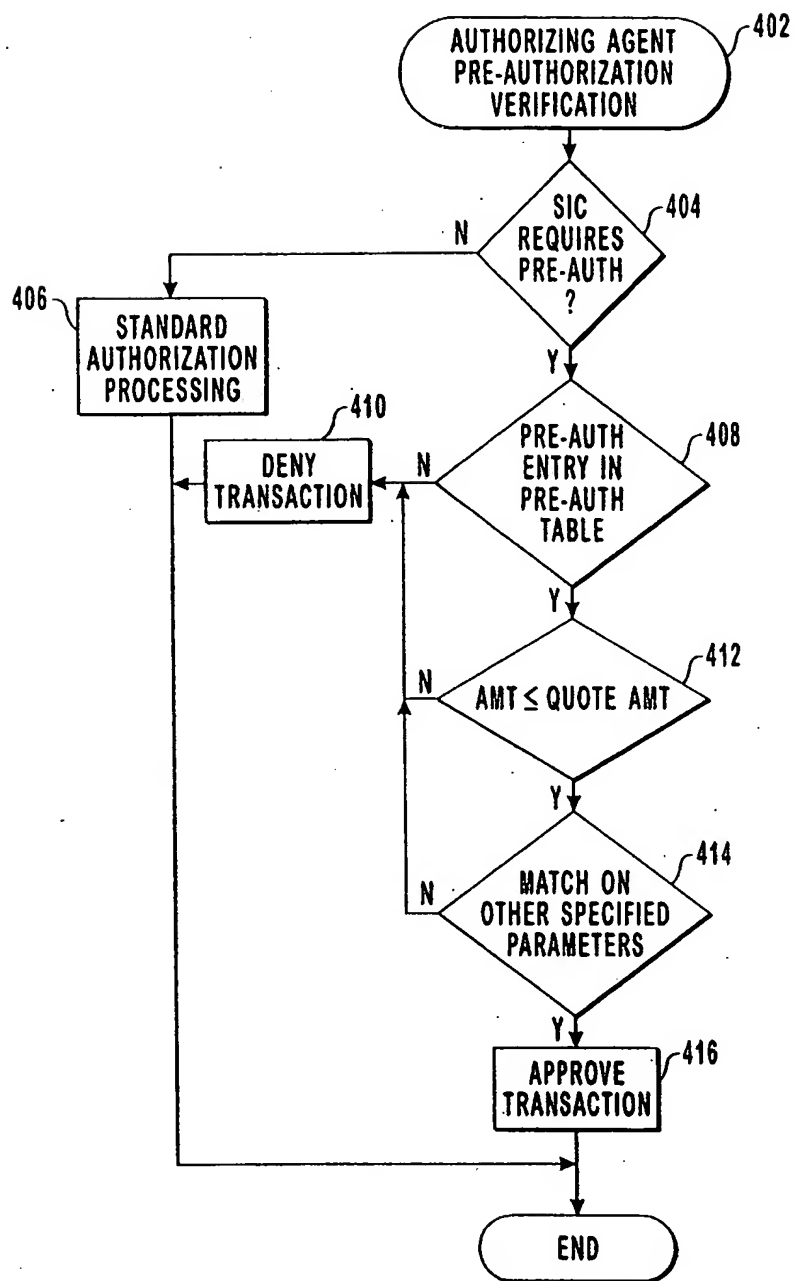 AUTHORIZING AGENT
PRE-AUTHORIZATION
VERIFICATION
402
SIC
REQUIRES
PRE-AUTH
?
404
N
Y
406
STANDARD
AUTHORIZATION
PROCESSING
410
DENY
TRANSACTION
N
PRE-AUTH
ENTRY IN
PRE-AUTH
TABLE
408
Y
412
N
AMT ≤ QUOTE AMT
Y
414
N
MATCH ON
OTHER SPECIFIED
PARAMETERS
Y
APPROVE
TRANSACTION
416
END